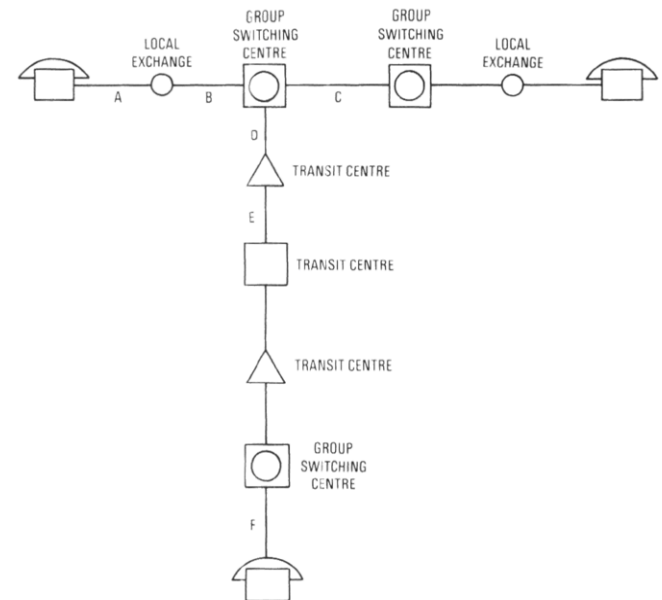 GROUP
SWITCHING
CENTRE
GROUP
SWITCHING
CENTRE
LOCAL
EXCHANGE
LOCAL
EXCHANGE
A
B
C
D
TRANSIT CENTRE
E
TRANSIT CENTRE
TRANSIT CENTRE
GROUP
SWITCHING
CENTRE
F